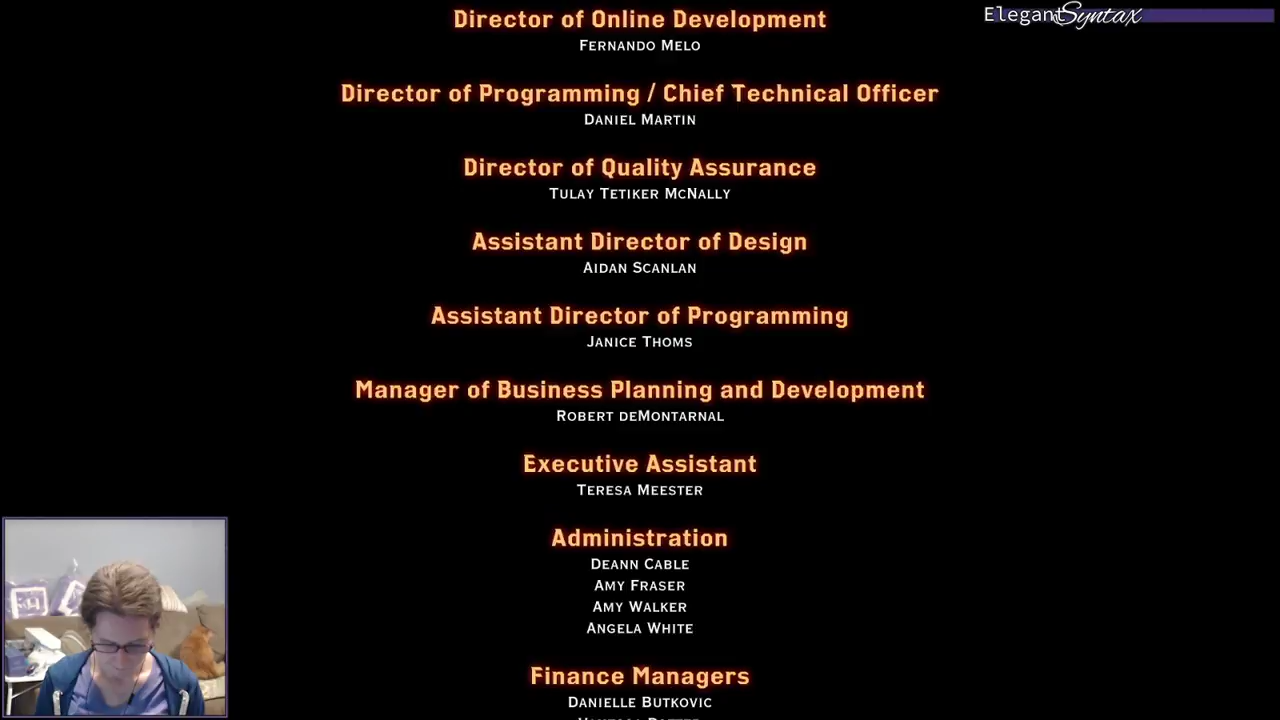 Director of Online Development
ElegantSyntax
FERNANDO MELO
Director of Programming / Chief Technical Officer
DANIEL MARTIN
Director of Quality Assurance
TULAY TETIKER MCNALLY
Assistant Director of Design
AIDAN SCANLAN
Assistant Director of Programming
JANICE THOMS
Manager of Business Planning and Development
ROBERT DEMONTARNAL
Executive Assistant
TERESA MEESTER
Administration
DEANN CABLE
AMY FRASER
AMY WALKER
ANGELA WHITE
Finance Managers
DANIELLE BUTKOVIC